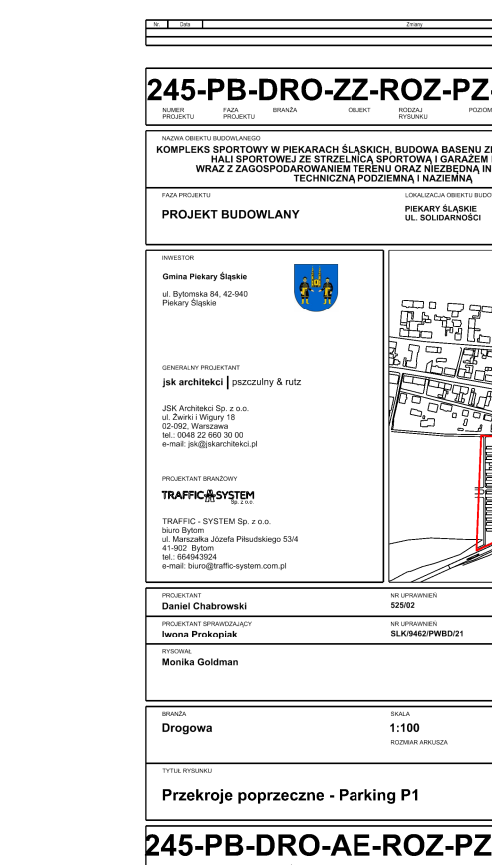 Nr. Data Zmiany
245-PB-DRO-ZZ-ROZ-PZ-
NUMER PROJEKTU FAZA PROJEKTU BRANŻA OBJEKT RODZAJ RYSUNKU POZIOM
NAZWA OBIEKTU BUDOWLANEGO
KOMPLEKS SPORTOWY W PIEKARACH ŚLĄSKICH, BUDOWA BASENU
HALI SPORTOWEJ ZE STRZELNICĄ SPORTOWĄ I GARAŻEM
WRAZ Z ZAGOSPODAROWANIEM TERENU ORAZ NIEZBĘDNĄ IN
TECHNICZNĄ PODZIEMNĄ I NAZIEMNĄ
FAZA PROJEKTU LOKALIZACJA OBIEKTU BUDO
PROJEKT BUDOWLANY
PIEKARY ŚLĄSKIE
UL. SOLIDARNOŚCI
INWESTOR
Gmina Piekary Śląskie
ul. Bytomska 84, 42-940
Piekary Śląskie
GENERALNY PROJEKTANT
jsk architekci | pszczulny & rutz
JSK Architekci Sp. z o.o.
ul. Żwirki i Wigury 18
02-092, Warszawa
tel.: 0048 22 660 30 00
e-mail: jsk@jskarchitekci.pl
PROJEKTANT BRANŻOWY
TRAFFIC SYSTEM
Sp. z o.o.
TRAFFIC - SYSTEM Sp. z o.o.
biuro Bytom
ul. Marszałka Józefa Piłsudskiego 53/4
41-902 Bytom
tel.: 664943924
e-mail: biuro@traffic-system.com.pl
PROJEKTANT NR UPRAWNIEŃ
Daniel Chabrowski 525/02
PROJEKTANT SPRAWDZAJĄCY NR UPRAWNIEŃ
Iwona Prokopiak SLK/9462/PWBD/21
RYSOWAŁ
Monika Goldman
BRANŻA SKALA
Drogowa 1:100
ROZMIAR ARKUSZA
TYTUŁ RYSUNKU
Przekroje poprzeczne - Parking P1
245-PB-DRO-AE-ROZ-PZ